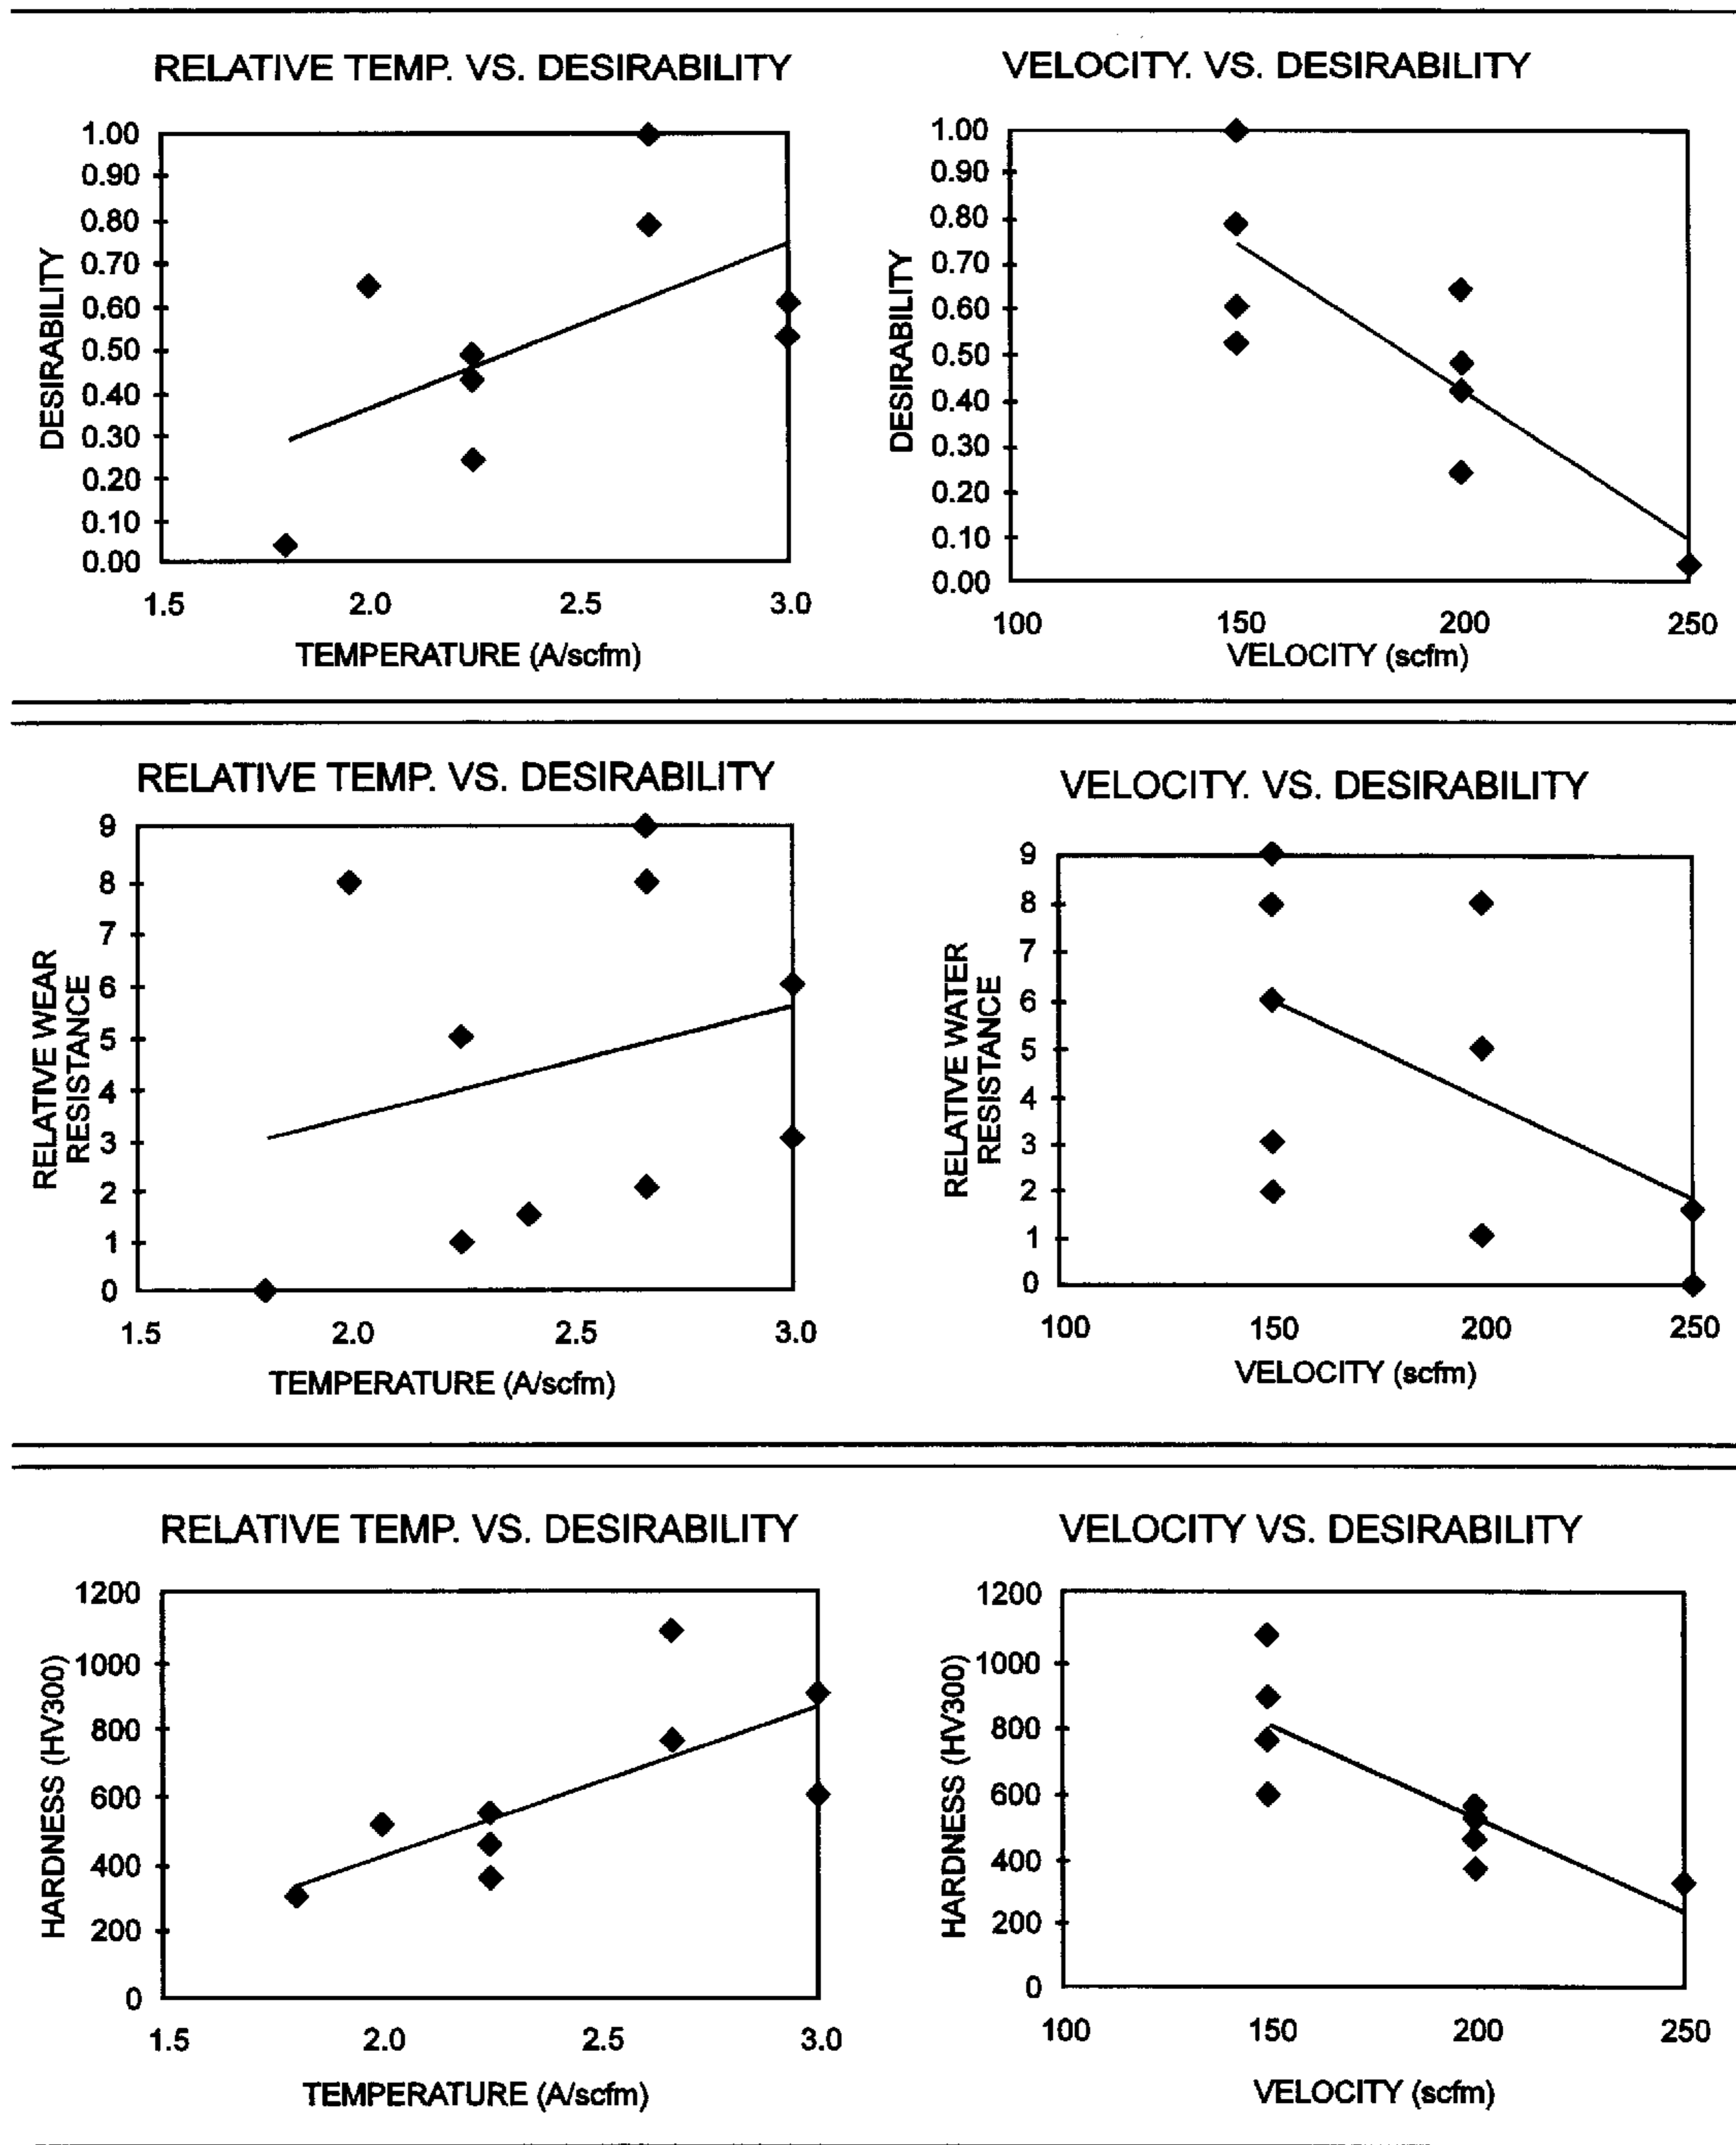 RELATIVE TEMP. VS. DESIRABILITY
DESIRABILITY
1.00
0.90
0.80
0.70
0.60
0.50
0.40
0.30
0.20
0.10
0.00
1.5 2.0 2.5 3.0
TEMPERATURE (A/scfm)
VELOCITY. VS. DESIRABILITY
DESIRABILITY
1.00
0.90
0.80
0.70
0.60
0.50
0.40
0.30
0.20
0.10
0.00
100 150 200 250
VELOCITY (scfm)
RELATIVE TEMP. VS. DESIRABILITY
RELATIVE WEAR
RESISTANCE
9
8
7
6
5
4
3
2
1
0
1.5 2.0 2.5 3.0
TEMPERATURE (A/scfm)
VELOCITY. VS. DESIRABILITY
RELATIVE WATER
RESISTANCE
9
8
7
6
5
4
3
2
1
0
100 150 200 250
VELOCITY (scfm)
RELATIVE TEMP. VS. DESIRABILITY
HARDNESS (HV300)
1200
1000
800
600
400
200
0
1.5 2.0 2.5 3.0
TEMPERATURE (A/scfm)
VELOCITY VS. DESIRABILITY
HARDNESS (HV300)
1200
1000
800
600
400
200
0
100 150 200 250
VELOCITY (scfm)